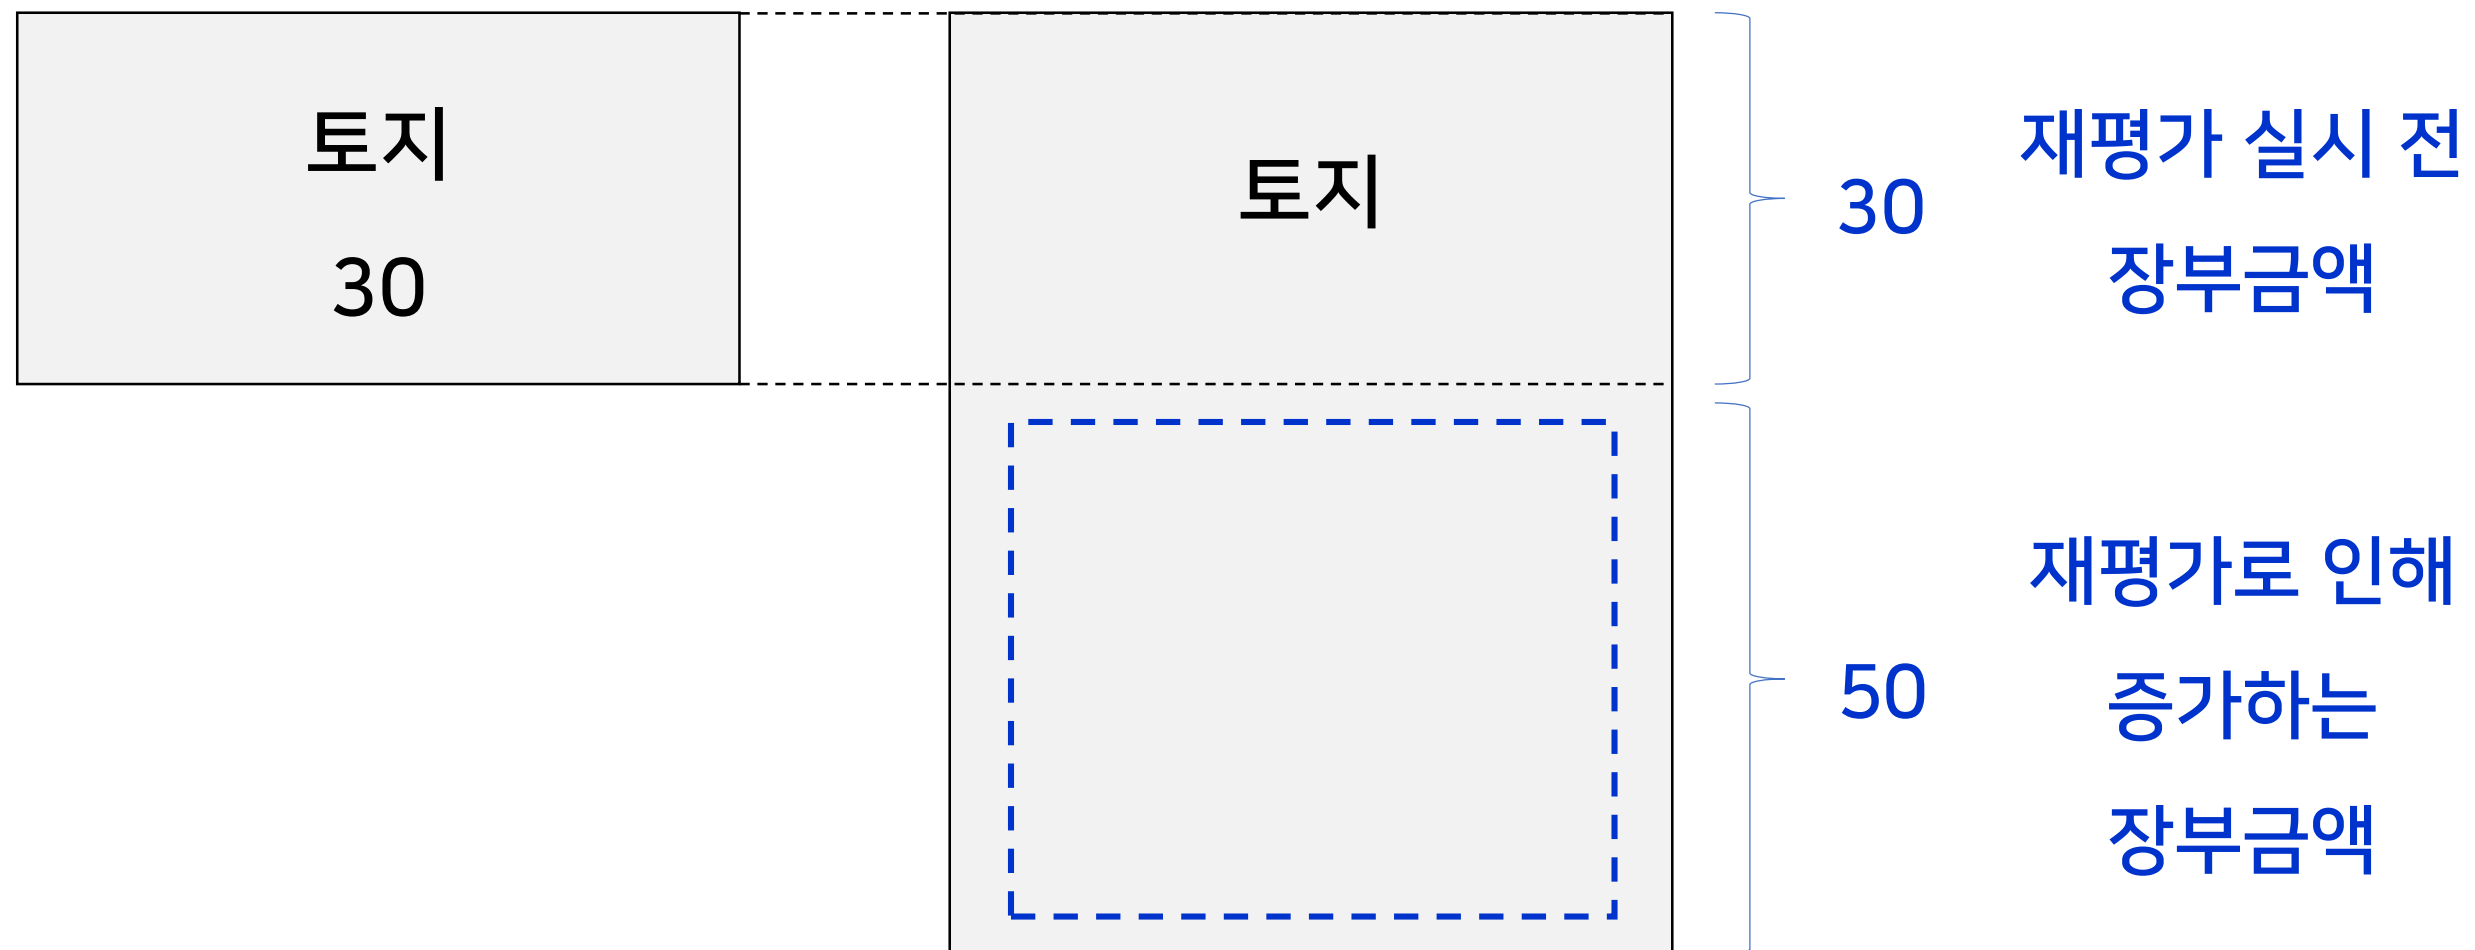 토지
30
토지
30
재평가 실시 전
장부금액
50
재평가로 인해
증가하는
장부금액